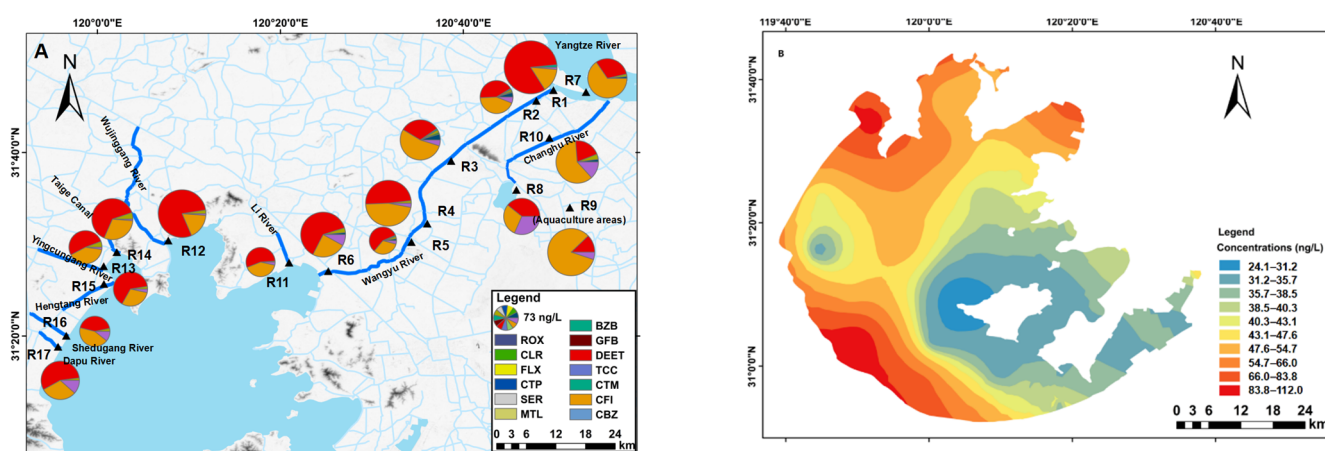 120°0'0"E 120°20'0"E 120°40'0"E
A
N
31°40'0"N
31°20'0"N
Yangtze River
R7
R1
R2
R10
Changhu River
R3
R8
R9
(Aquaculture areas)
R4
R5
Wangyu River
R6
Li River
R11
Wujinggang River
R12
Taige Canal
R14
R13
Yingcungang River
R15
Hengtang River
R16
Shedugang River
R17
Dapu River
Legend
73 ng/L
ROX
CLR
FLX
CTP
SER
MTL
BZB
GFB
DEET
TCC
CTM
CFI
CBZ
0 3 6 12 18 24
km
119°40'0"E 120°0'0"E 120°20'0"E 120°40'0"E
B
N
31°40'0"N
31°20'0"N
31°0'0"N
Legend
Concentrations (ng/L)
24.1–31.2
31.2–35.7
35.7–38.5
38.5–40.3
40.3–43.1
43.1–47.6
47.6–54.7
54.7–66.0
66.0–83.8
83.8–112.0
0 3 6 12 18 24
km